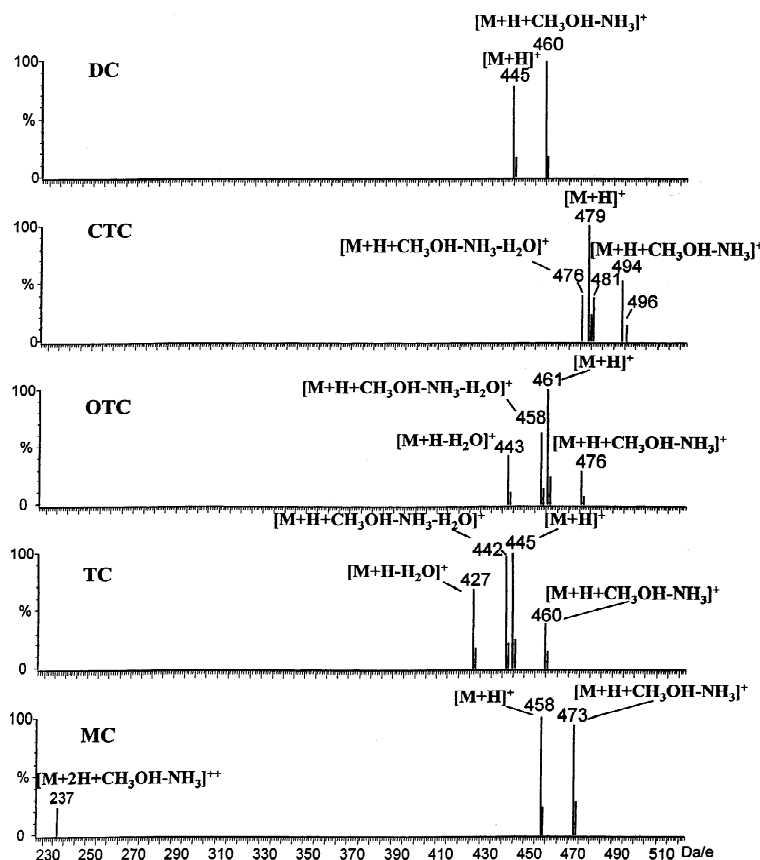 [M+H+CH₃OH-NH₃]⁺
[M+H]⁺ 460
100 DC 445
%
0
[M+H]⁺
100 CTC 479
[M+H+CH₃OH-NH₃-H₂O]⁺ [M+H+CH₃OH-NH₃]⁺
476 481 494
% 496
0
[M+H]⁺
100 OTC 461
[M+H+CH₃OH-NH₃-H₂O]⁺
458
[M+H-H₂O]⁺ 443 [M+H+CH₃OH-NH₃]⁺
% 476
0
[M+H+CH₃OH-NH₃-H₂O]⁺ [M+H]⁺
100 TC 442 445
[M+H-H₂O]⁺ 427 [M+H+CH₃OH-NH₃]⁺
% 460
0
[M+H]⁺ 458 [M+H+CH₃OH-NH₃]⁺
100 MC 473
%
[M+2H+CH₃OH-NH₃]⁺⁺
237
0
230 250 270 290 310 330 350 370 390 410 430 450 470 490 510 Da/e